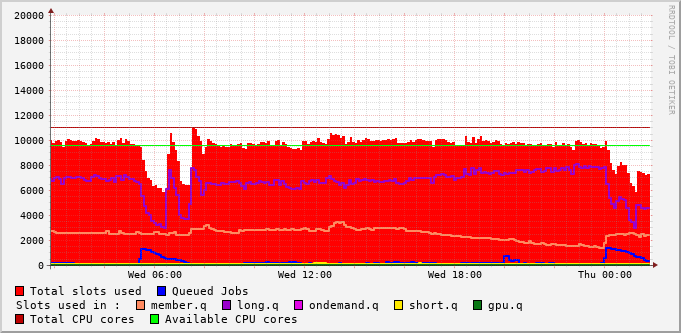 20000
18000
16000
14000
12000
10000
8000
6000
4000
2000
0
Wed 06:00 Wed 12:00 Wed 18:00 Thu 00:00
RRDTOOL / TOBI OETIKER
Total slots used Queued Jobs
Slots used in : member.q long.q ondemand.q short.q gpu.q
Total CPU cores Available CPU cores